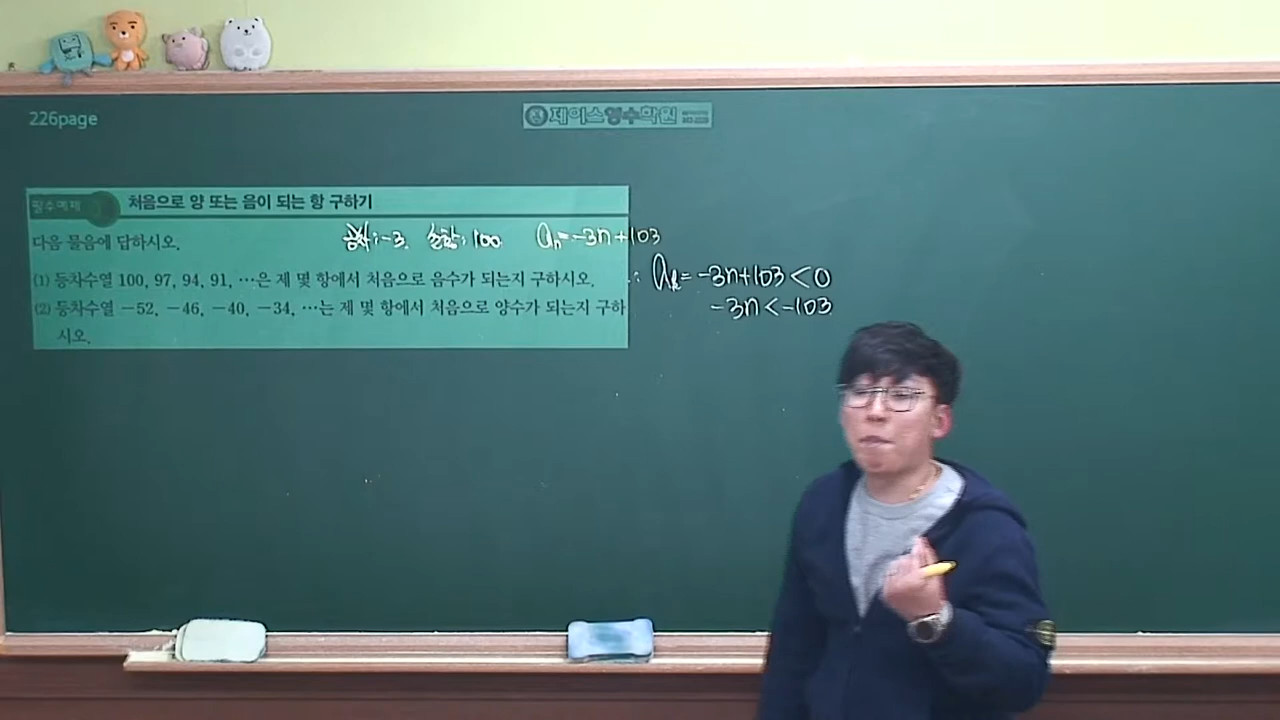 226page
제이스영수학원
필수예제 처음으로 양 또는 음이 되는 항 구하기
다음 물음에 답하시오.
공차:-3, 초항:100 an=-3n+103
(1) 등차수열 100, 97, 94, 91, …은 제 몇 항에서 처음으로 음수가 되는지 구하시오.
∴ an=-3n+103<0
-3n<-103
(2) 등차수열 −52, −46, −40, −34, …는 제 몇 항에서 처음으로 양수가 되는지 구하
시오.